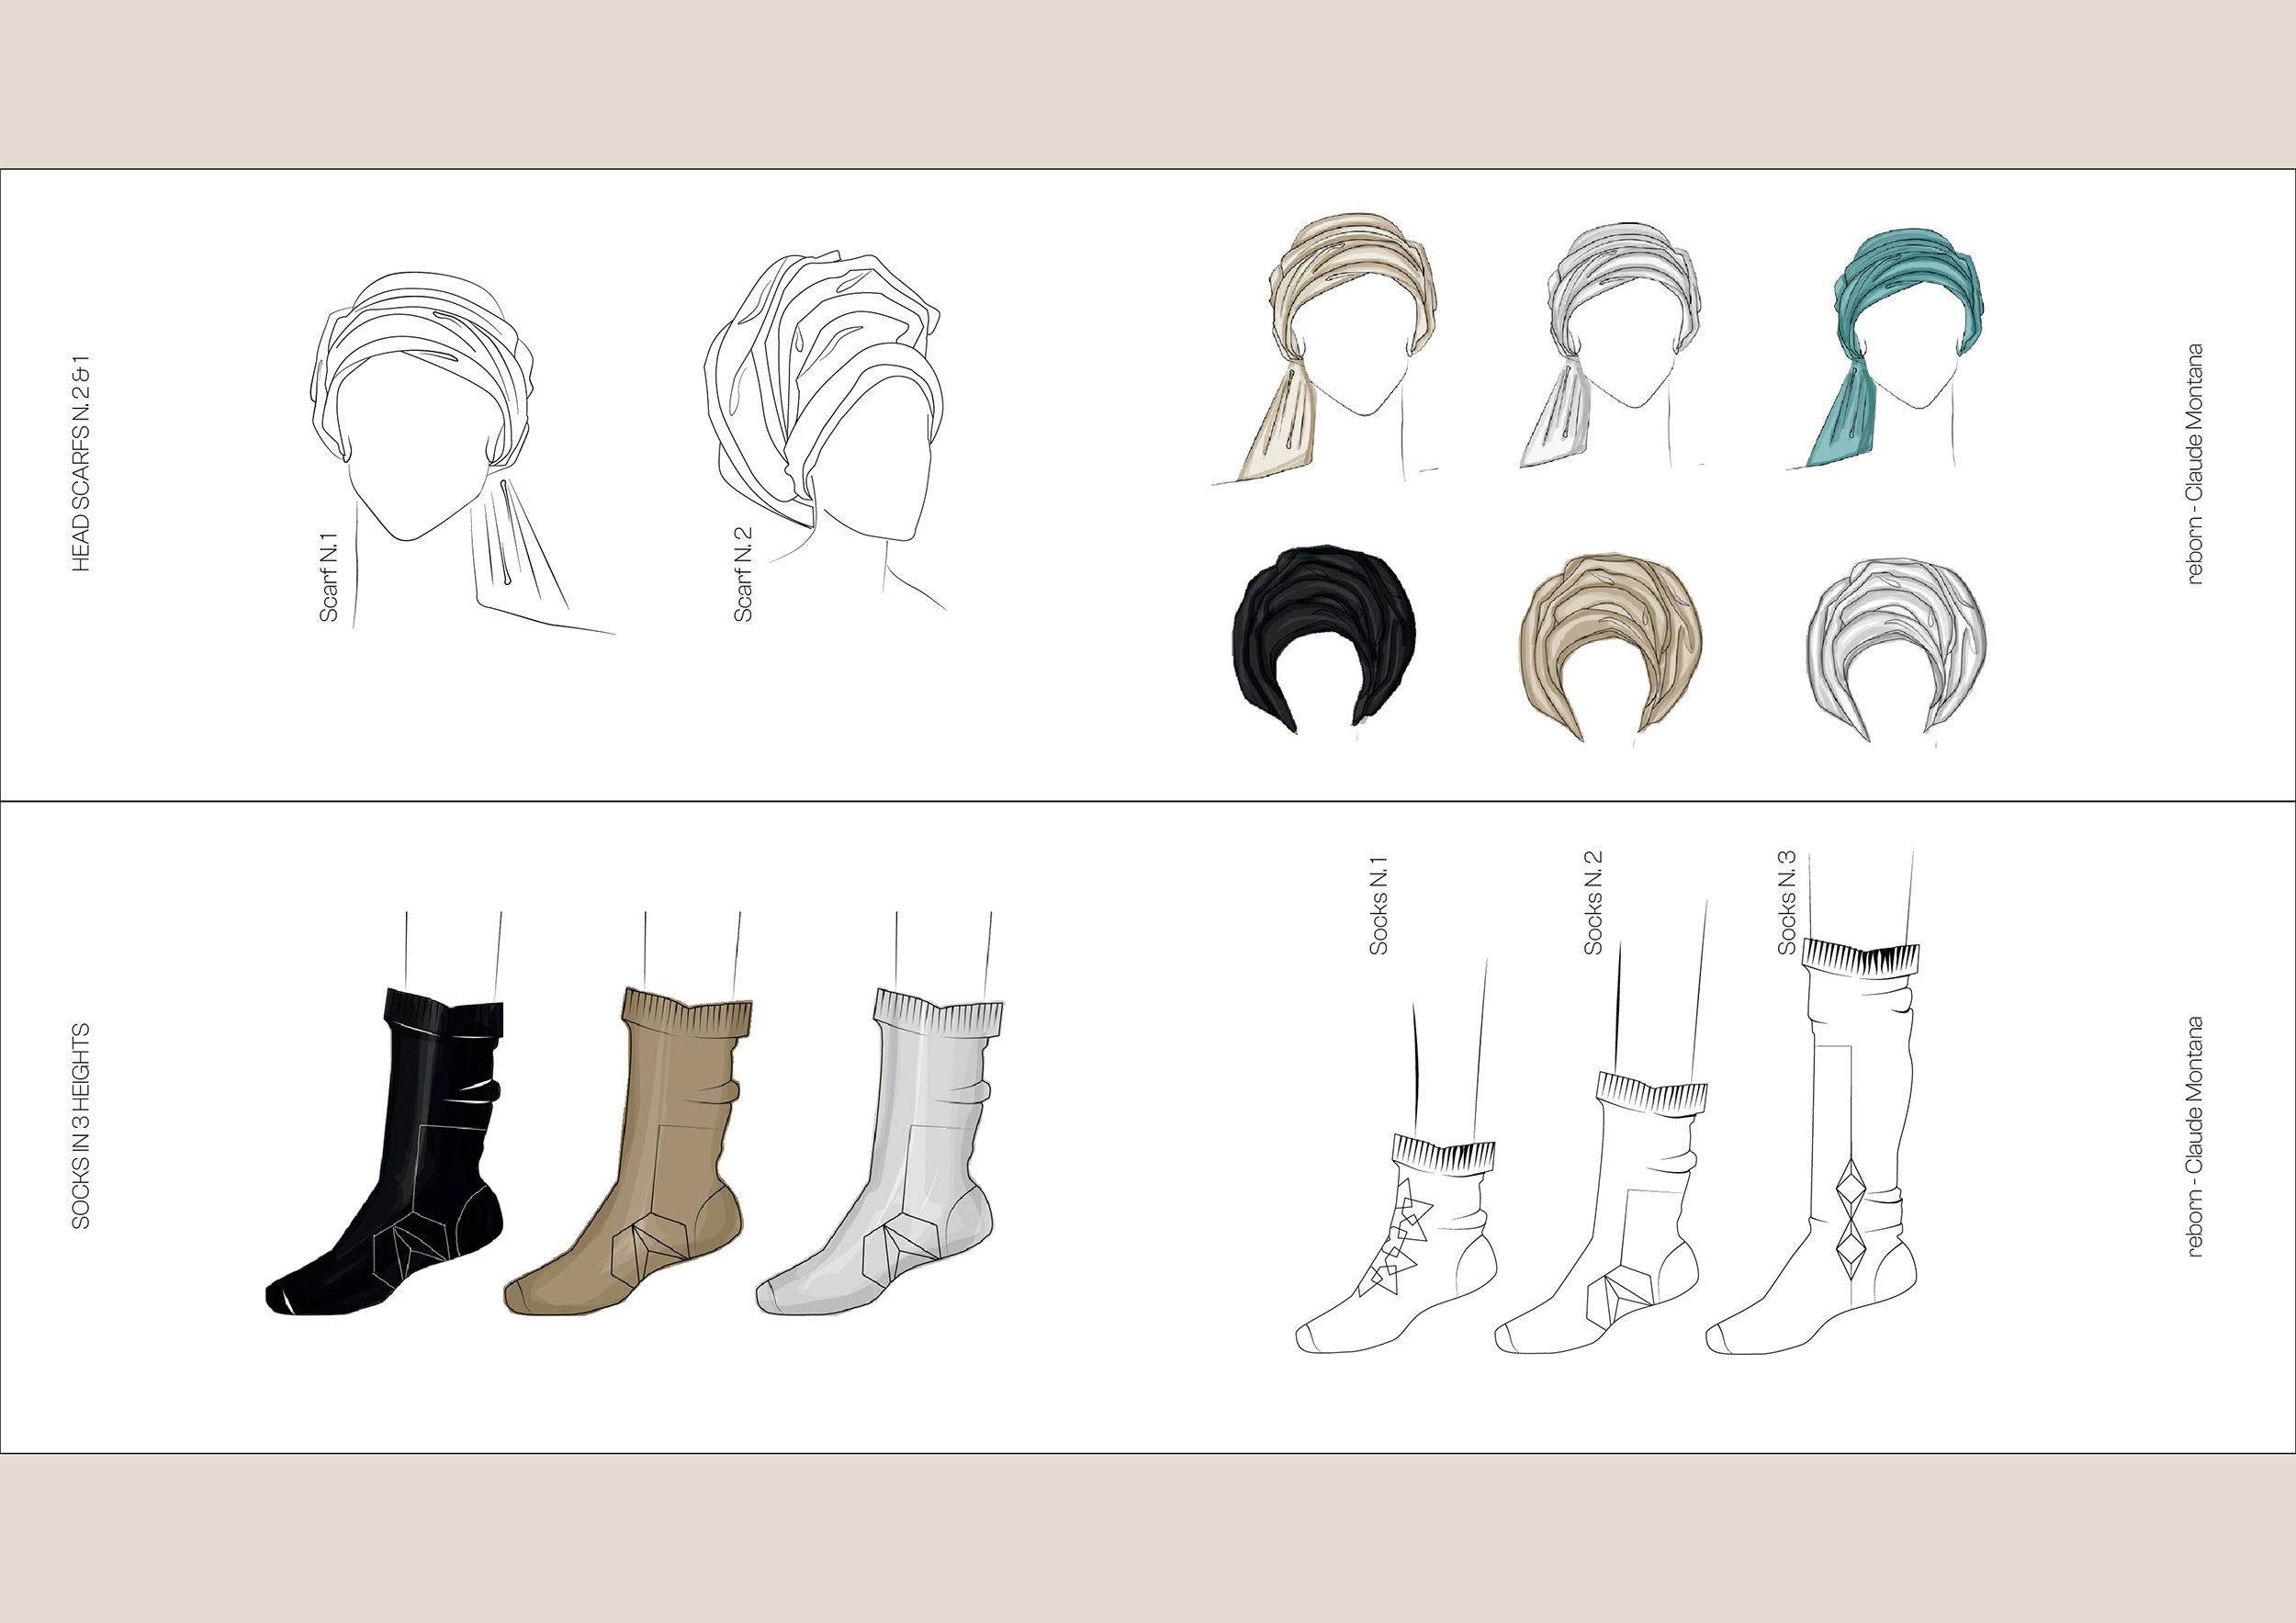 HEAD SCARFS N. 2 & 1
Scarf N.1
Scarf N. 2
reborn - Claude Montana
SOCKS IN 3 HEIGHTS
Socks N.1
Socks N. 2
Socks N. 3
reborn - Claude Montana